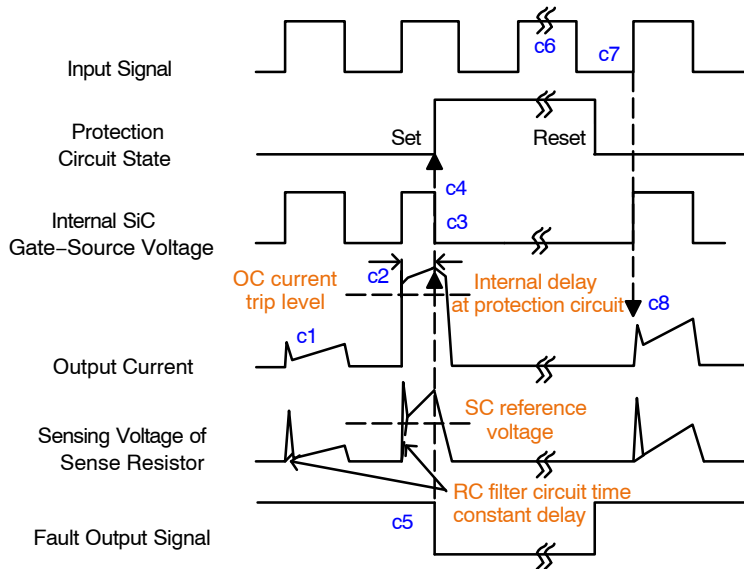 c6
c7
Input Signal
Protection
Circuit State
Set
Reset
c4
Internal SiC
Gate−Source Voltage
c3
OC current
trip level
c2
Internal delay
at protection circuit
c8
c1
Output Current
SC reference
voltage
Sensing Voltage of
Sense Resistor
RC filter circuit time
constant delay
c5
Fault Output Signal